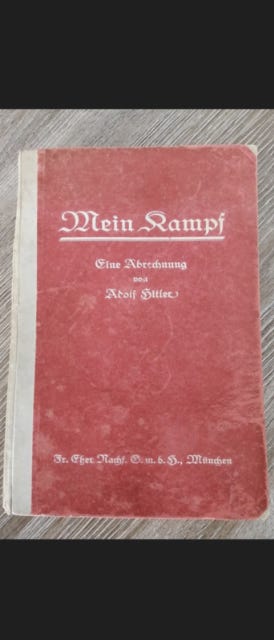 Mein Kampf
Eine Abrechnung
von
Adolf Hitler
Fr. Eher Nachf. G. m. b. H., München